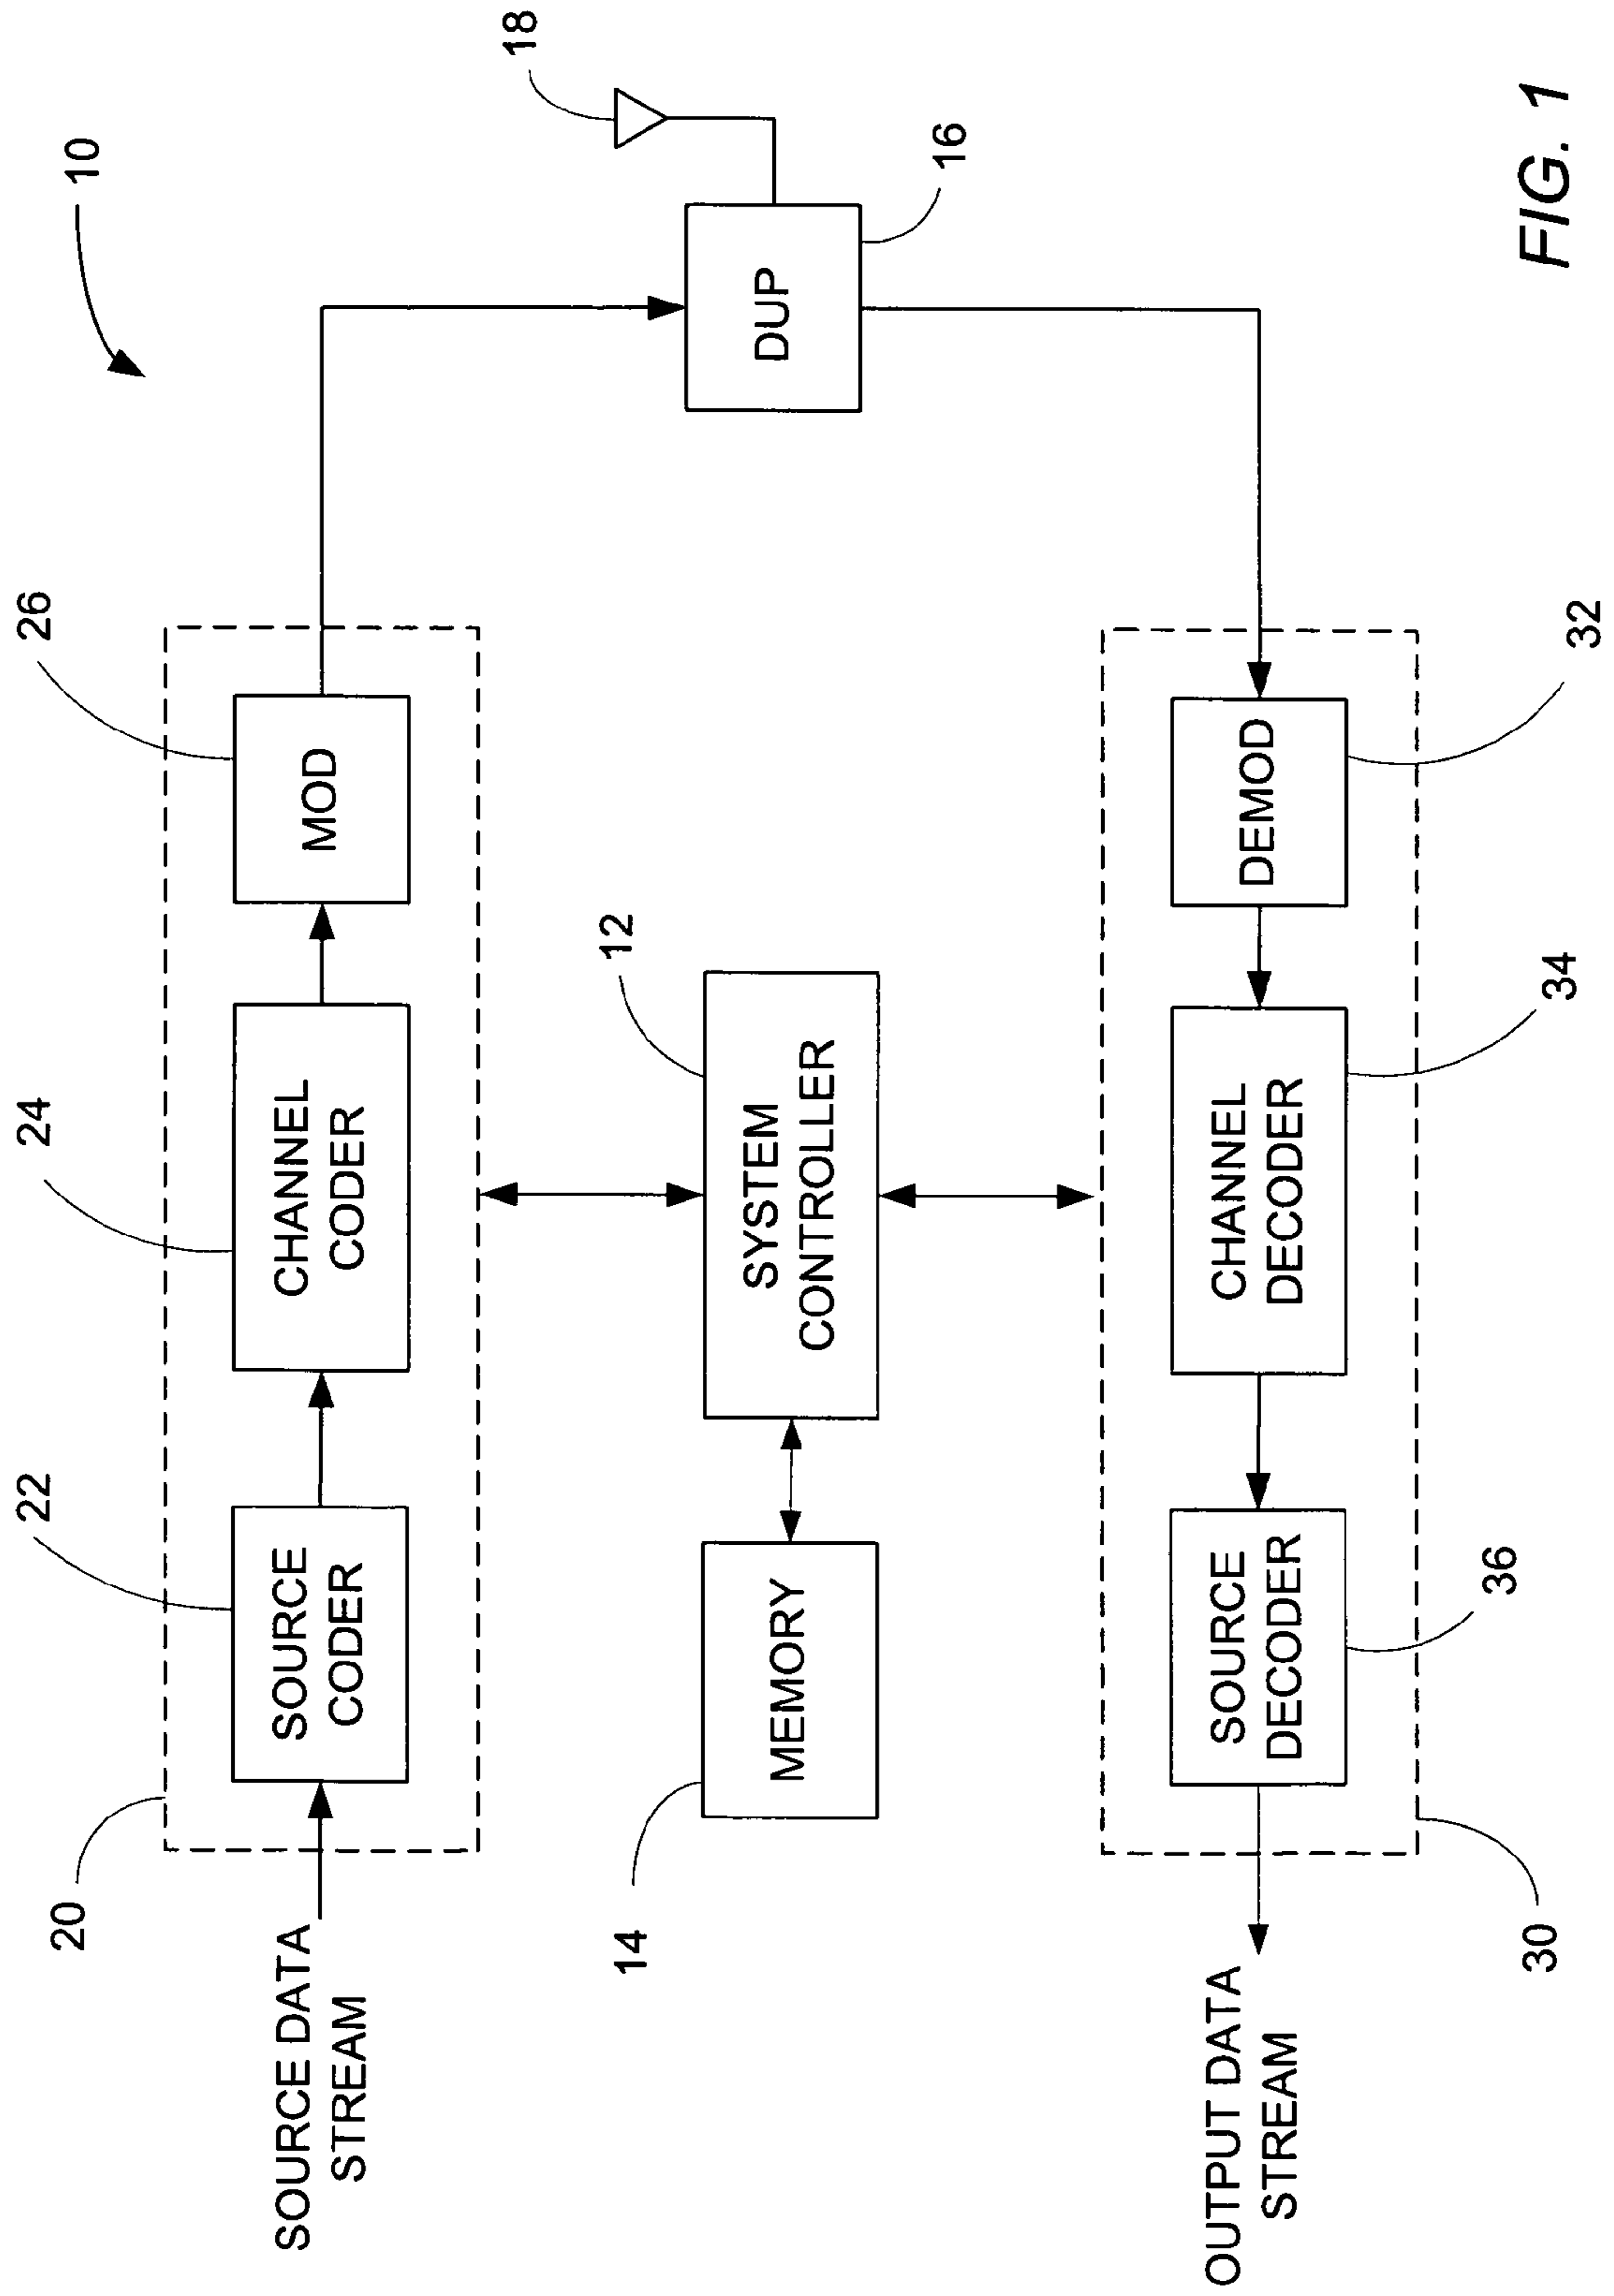 10
20
22
24
26
SOURCE DATA
STREAM
SOURCE
CODER
CHANNEL
CODER
MOD
18
14
12
MEMORY
SYSTEM
CONTROLLER
DUP
16
OUTPUT DATA
STREAM
SOURCE
DECODER
CHANNEL
DECODER
DEMOD
30
36
34
32
FIG. 1